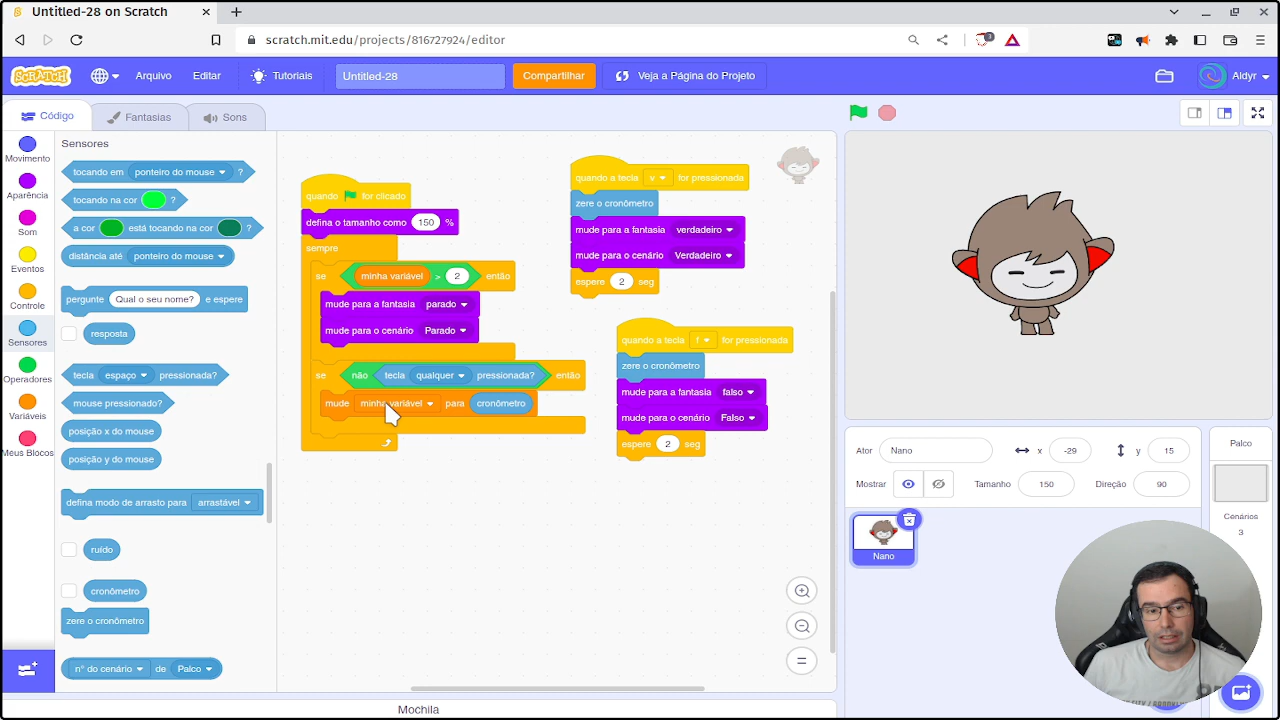 Untitled-28 on Scratch
scratch.mit.edu/projects/816727924/editor
3
SCRATCH
Arquivo
Editar
Tutoriais
Untitled-28
Compartilhar
Veja a Página do Projeto
Aldyr
Código
Fantasias
Sons
Movimento
Aparência
Som
Eventos
Controle
Sensores
Operadores
Variáveis
Meus Blocos
Sensores
tocando em ponteiro do mouse ?
tocando na cor ?
a cor está tocando na cor ?
distância até ponteiro do mouse
pergunte Qual o seu nome? e espere
resposta
tecla espaço pressionada?
mouse pressionado?
posição x do mouse
posição y do mouse
defina modo de arrasto para arrastável
ruído
cronômetro
zere o cronômetro
n° do cenário de Palco
quando for clicado
defina o tamanho como 150 %
sempre
se minha variável > 2 então
mude para a fantasia parado
mude para o cenário Parado
se não tecla qualquer pressionada? então
mude minha variável para cronômetro
quando a tecla v for pressionada
zere o cronômetro
mude para a fantasia verdadeiro
mude para o cenário Verdadeiro
espere 2 seg
quando a tecla f for pressionada
zere o cronômetro
mude para a fantasia falso
mude para o cenário Falso
espere 2 seg
Mochila
Ator Nano x -29 y 15
Mostrar Tamanho 150 Direção 90
Nano
Palco
Cenários
3